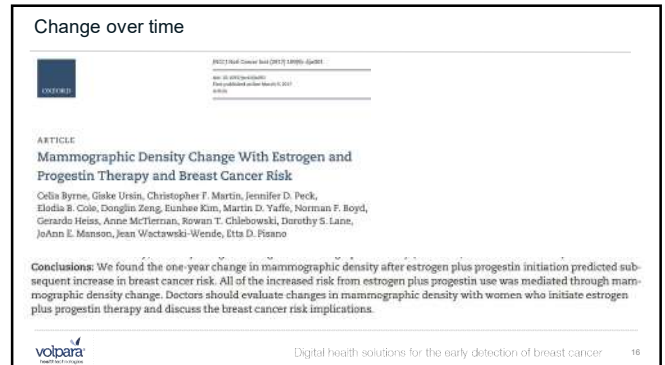 Change over time
OXFORD
ARTICLE
Mammographic Density Change With Estrogen and
Progestin Therapy and Breast Cancer Risk
Celia Byrne, Giske Ursin, Christopher F. Martin, Jennifer D. Peck,
Elodia B. Cole, Donglin Zeng, Eunhee Kim, Martin D. Yaffe, Norman F. Boyd,
Gerardo Heiss, Anne McTiernan, Rowan T. Chlebowski, Dorothy S. Lane,
JoAnn E. Manson, Jean Wactawski-Wende, Etta D. Pisano
Conclusions: We found the one-year change in mammographic density after estrogen plus progestin initiation predicted sub-
sequent increase in breast cancer risk. All of the increased risk from estrogen plus progestin use was mediated through mam-
mographic density change. Doctors should evaluate changes in mammographic density with women who initiate estrogen
plus progestin therapy and discuss the breast cancer risk implications.
volpara
health technologies
Digital health solutions for the early detection of breast cancer
16